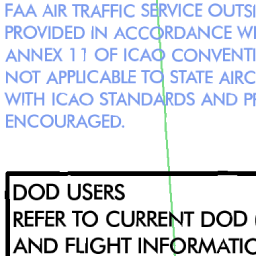 FAA AIR TRAFFIC SERVICE OUTSI
PROVIDED IN ACCORDANCE WI
ANNEX 11 OF ICAO CONVENTI
NOT APPLICABLE TO STATE AIRC
WITH ICAO STANDARDS AND PR
ENCOURAGED.
DOD USERS
REFER TO CURRENT DOD
AND FLIGHT INFORMATIO